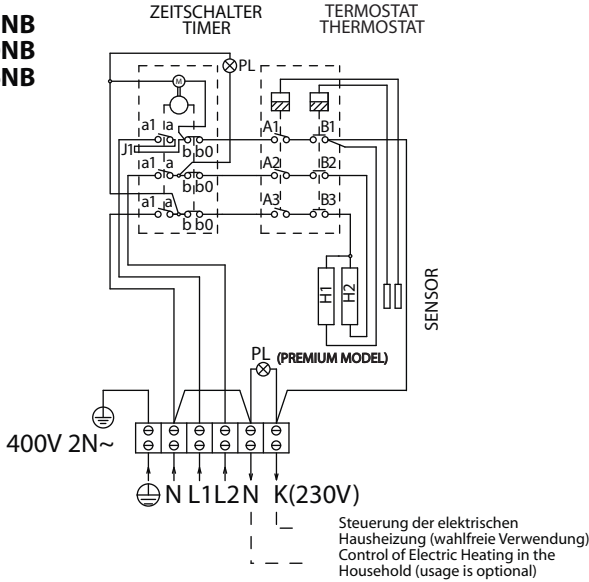 NB
NB
NB
ZEITSCHALTER
TIMER
TERMOSTAT
THERMOSTAT
PL
M
a1 a
A1
B1
J1
b b0
a1 a
A2
B2
b b0
a1 a
A3
B3
b b0
H1
H2
SENSOR
PL (PREMIUM MODEL)
400V 2N~
N L1 L2 N K(230V)
Steuerung der elektrischen
Hausheizung (wahlfreie Verwendung)
Control of Electric Heating in the
Household (usage is optional)